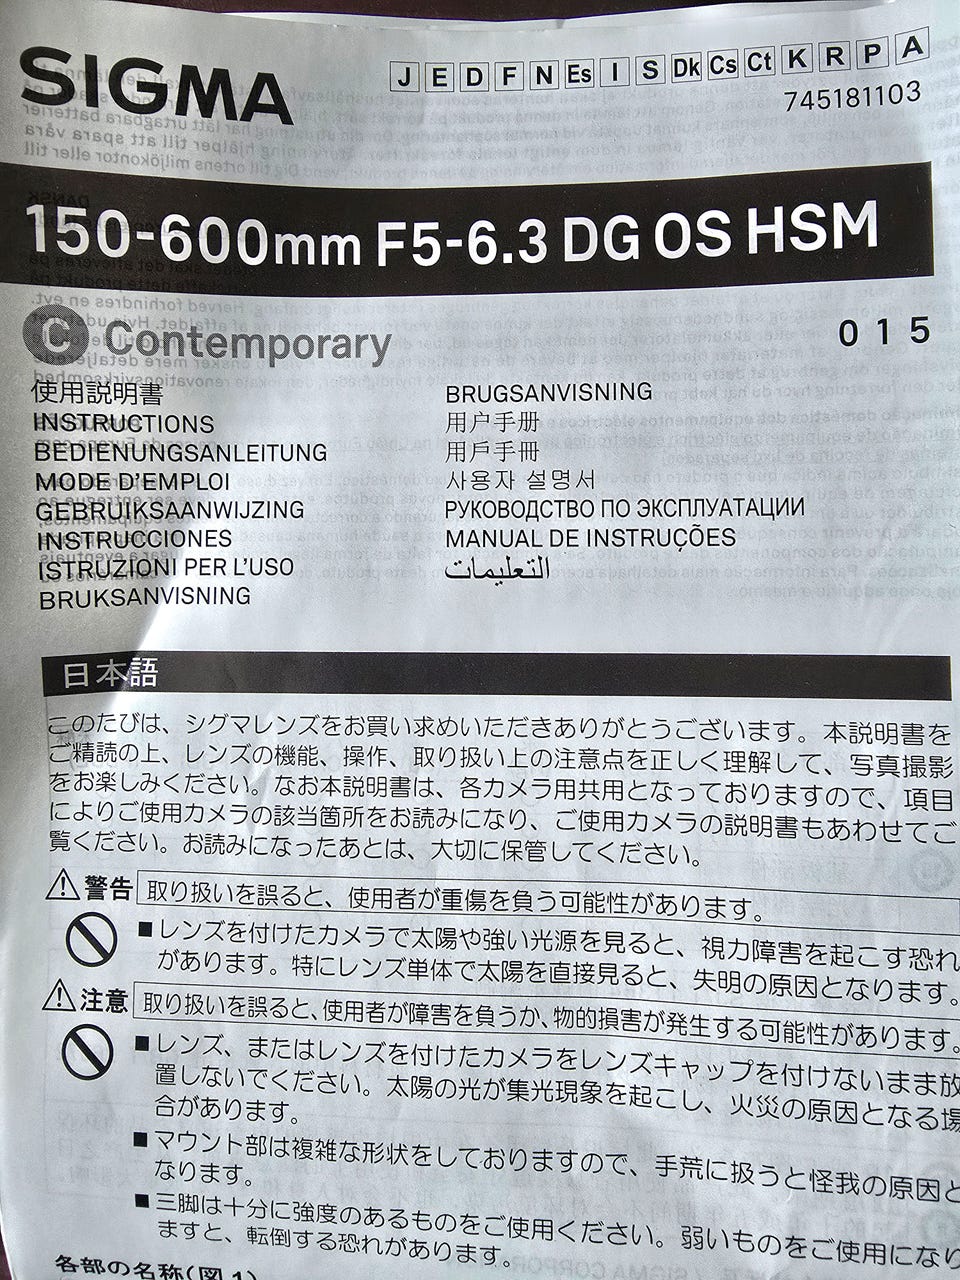 SIGMA
J E D F N Es I S Dk Cs Ct K R P A
745181103
150-600mm F5-6.3 DG OS HSM
C Contemporary
015
使用説明書
INSTRUCTIONS
BEDIENUNGSANLEITUNG
MODE D'EMPLOI
GEBRUIKSAANWIJZING
INSTRUCCIONES
ISTRUZIONI PER L'USO
BRUKSANVISNING
BRUGSANVISNING
用户手册
用戶手冊
사용자 설명서
РУКОВОДСТВО ПО ЭКСПЛУАТАЦИИ
MANUAL DE INSTRUÇÕES
التعليمات
日本語
このたびは、シグマレンズをお買い求めいただきありがとうございます。本説明書を
ご精読の上、レンズの機能、操作、取り扱い上の注意点を正しく理解して、写真撮影
をお楽しみください。なお本説明書は、各カメラ用共用となっておりますので、項目
によりご使用カメラの該当箇所をお読みになり、ご使用カメラの説明書もあわせてご
覧ください。お読みになったあとは、大切に保管してください。
⚠警告 取り扱いを誤ると、使用者が重傷を負う可能性があります。
■レンズを付けたカメラで太陽や強い光源を見ると、視力障害を起こす恐れ
があります。特にレンズ単体で太陽を直接見ると、失明の原因となります。
⚠注意 取り扱いを誤ると、使用者が障害を負うか、物的損害が発生する可能性があります。
■レンズ、またはレンズを付けたカメラをレンズキャップを付けないまま放
置しないでください。太陽の光が集光現象を起こし、火災の原因となる場
合があります。
■マウント部は複雑な形状をしておりますので、手荒に扱うと怪我の原因と
なります。
■三脚は十分に強度のあるものをご使用ください。弱いものをご使用になり
ますと、転倒する恐れがあります。
各部の名称(図1)